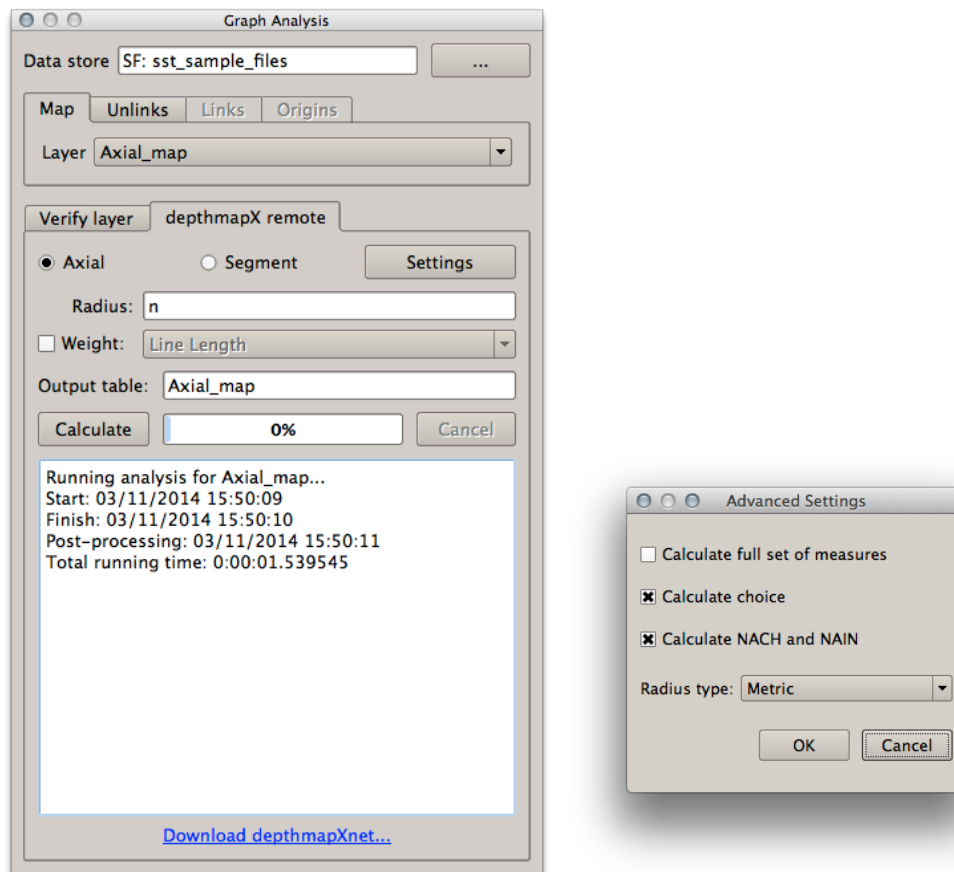 Graph Analysis
Data store SF: sst_sample_files ...
Map Unlinks Links Origins
Layer Axial_map
Verify layer depthmapX remote
Axial Segment Settings
Radius: n
Weight: Line Length
Output table: Axial_map
Calculate 0% Cancel
Running analysis for Axial_map...
Start: 03/11/2014 15:50:09
Finish: 03/11/2014 15:50:10
Post-processing: 03/11/2014 15:50:11
Total running time: 0:00:01.539545
Download depthmapXnet...
Advanced Settings
Calculate full set of measures
Calculate choice
Calculate NACH and NAIN
Radius type: Metric
OK Cancel